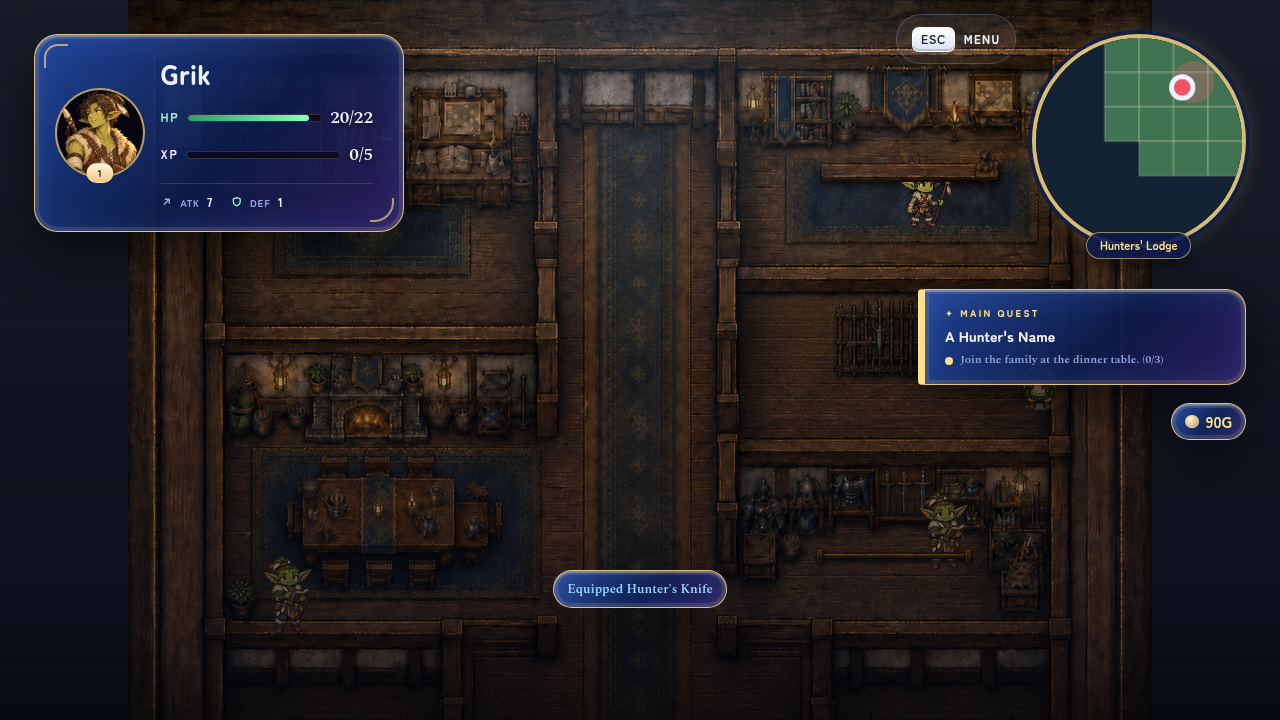 Grik
HP 20/22
XP 0/5
1
ATK 7 DEF 1
ESC MENU
Hunters' Lodge
MAIN QUEST
A Hunter's Name
Join the family at the dinner table. (0/3)
90G
Equipped Hunter's Knife